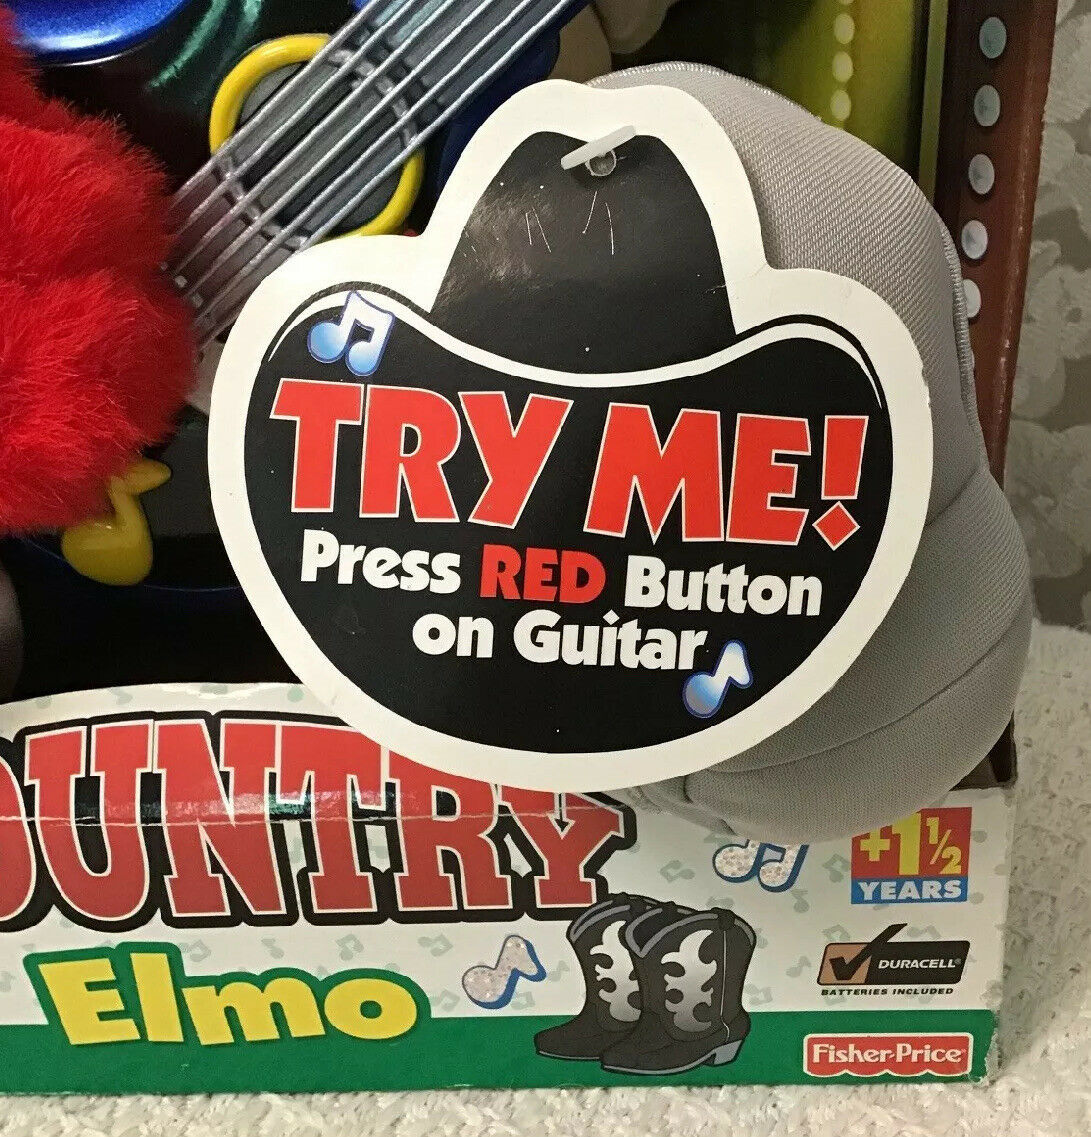 TRY ME!
Press RED Button
on Guitar
OUNTRY
Elmo
+1½
YEARS
DURACELL®
BATTERIES INCLUDED
Fisher-Price®